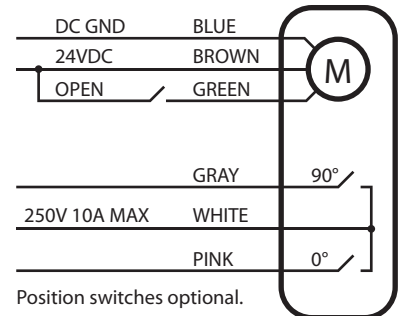 DC GND BLUE
24VDC BROWN
OPEN GREEN
M
GRAY 90°
250V 10A MAX WHITE
PINK 0°
Position switches optional.